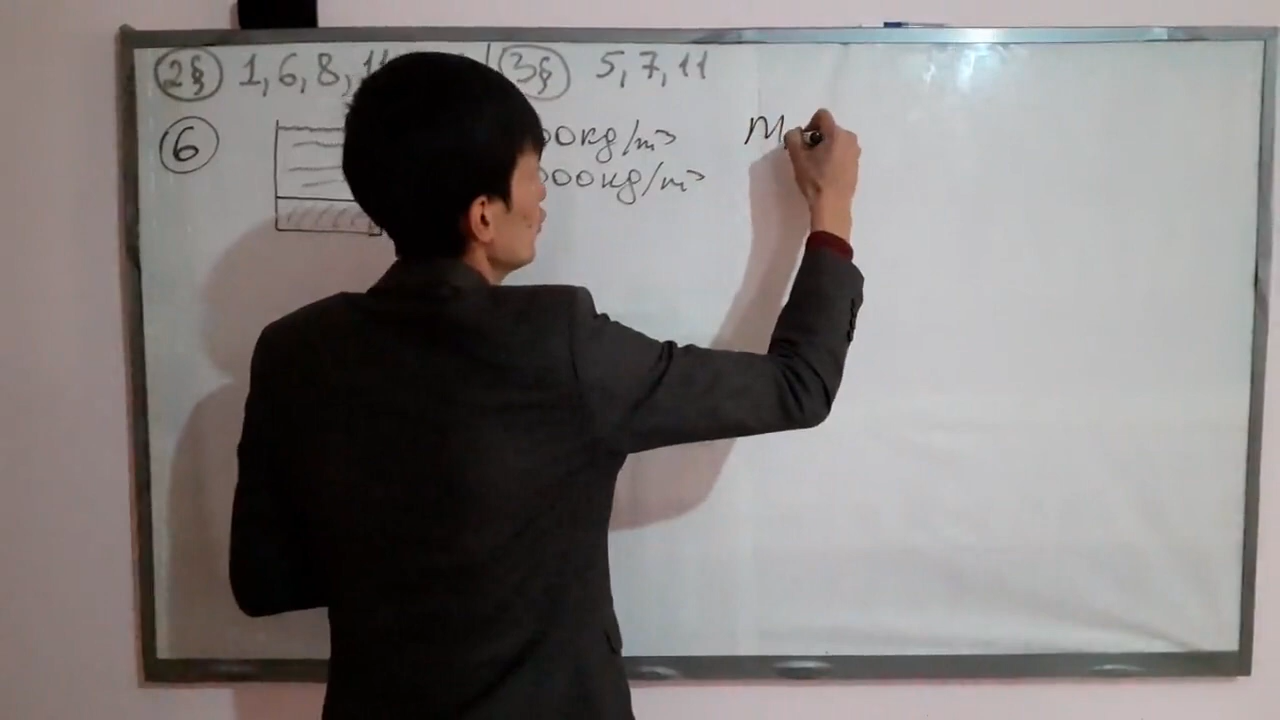 2§ 1, 6, 8, 11 3§ 5, 7, 11
6 00kg/m³ m
000kg/m³